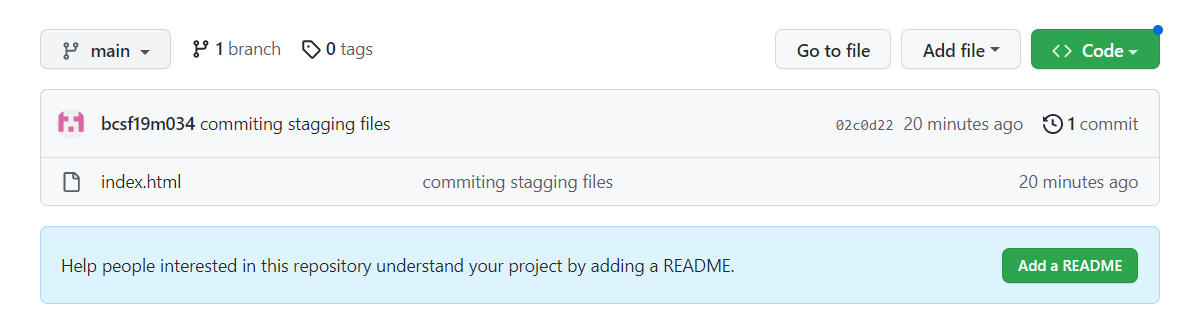 main 1 branch 0 tags Go to file Add file <> Code
bcsf19m034 commiting stagging files 02c0d22 20 minutes ago 1 commit
index.html commiting stagging files 20 minutes ago
Help people interested in this repository understand your project by adding a README. Add a README